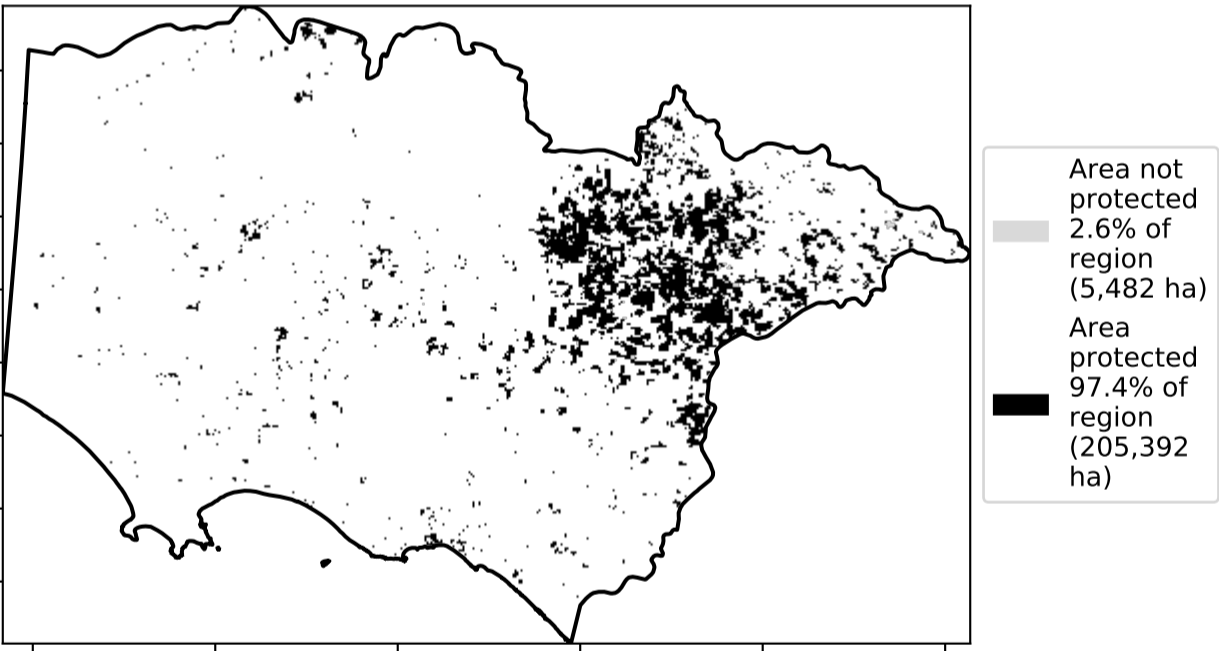 Area not
protected
2.6% of
region
(5,482 ha)
Area
protected
97.4% of
region
(205,392
ha)